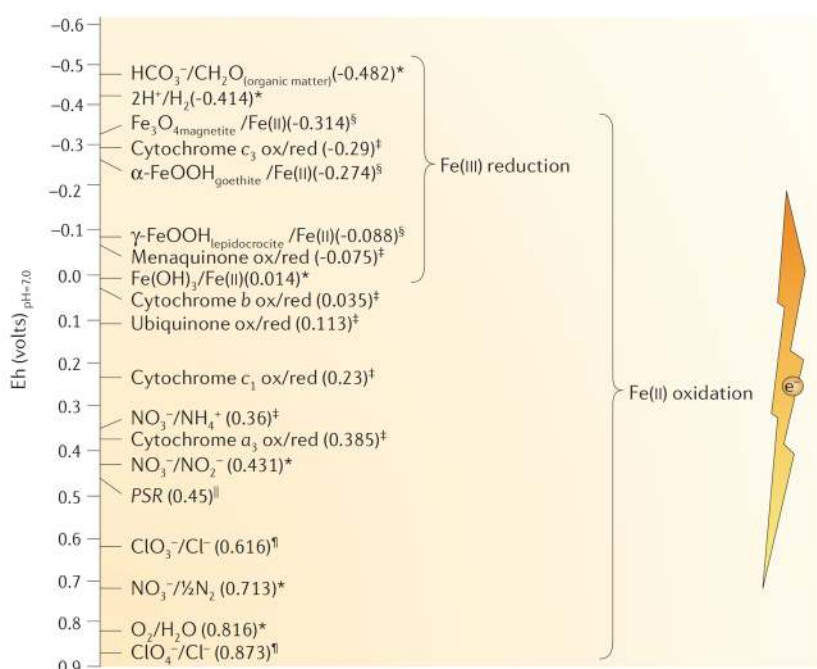 -0.6
-0.5
-0.4
-0.3
-0.2
-0.1
0.0
0.1
0.2
0.3
0.4
0.5
0.6
0.7
0.8
0.9
Eh (volts) pH=7.0
HCO₃⁻/CH₂O(organic matter)(-0.482)*
2H⁺/H₂(-0.414)*
Fe₃O₄magnetite /Fe(II)(-0.314)§
Cytochrome c₃ ox/red (-0.29)‡
α-FeOOHgoethite /Fe(II)(-0.274)§
γ-FeOOHlepidocrocite /Fe(II)(-0.088)§
Menaquinone ox/red (-0.075)‡
Fe(OH)₃/Fe(II)(0.014)*
Cytochrome b ox/red (0.035)‡
Ubiquinone ox/red (0.113)‡
Cytochrome c₁ ox/red (0.23)‡
NO₃⁻/NH₄⁺ (0.36)‡
Cytochrome a₃ ox/red (0.385)‡
NO₃⁻/NO₂⁻ (0.431)*
PSR (0.45)||
ClO₃⁻/Cl⁻ (0.616)¶
NO₃⁻/½N₂ (0.713)*
O₂/H₂O (0.816)*
ClO₄⁻/Cl⁻ (0.873)¶
Fe(III) reduction
Fe(II) oxidation
e⁻